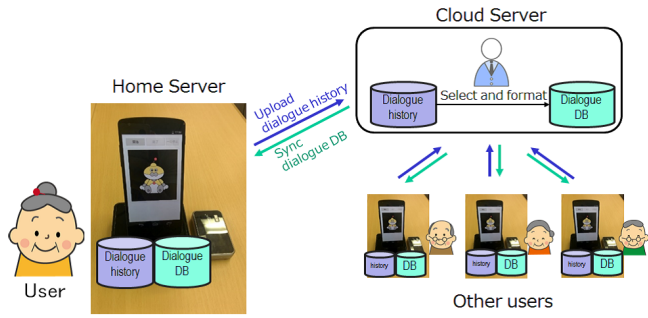 Cloud Server
Home Server
Upload
dialogue history
Sync
dialogue DB
Dialogue
history
Select and format
Dialogue
DB
Dialogue
history
Dialogue
DB
User
history
DB
history
DB
history
DB
Other users